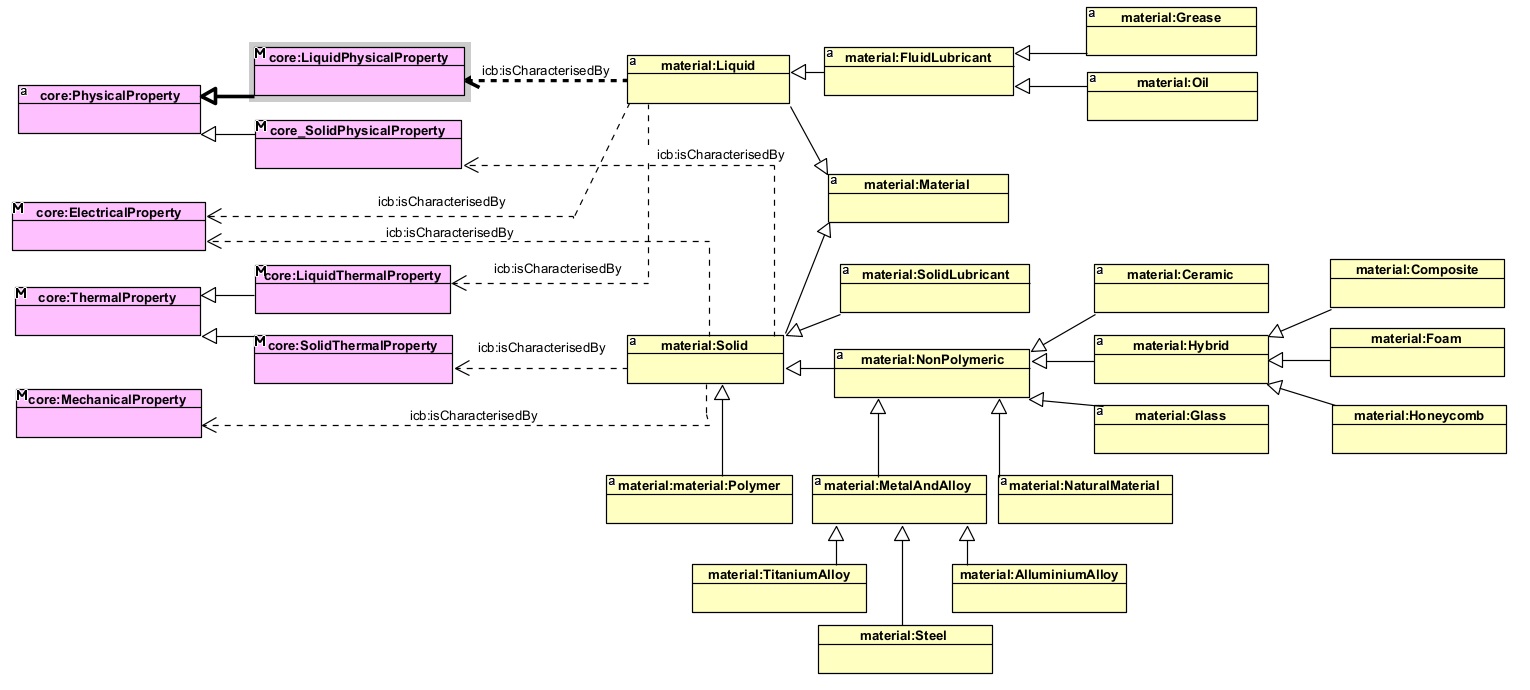 a material:Grease
M core:LiquidPhysicalProperty
icb:isCharacterisedBy
a material:Liquid
a material:FluidLubricant
a material:Oil
a core:PhysicalProperty
M core_SolidPhysicalProperty
icb:isCharacterisedBy
a material:Material
M core:ElectricalProperty
icb:isCharacterisedBy
icb:isCharacterisedBy
M core:LiquidThermalProperty
icb:isCharacterisedBy
a material:SolidLubricant
a material:Ceramic
material:Composite
M core:ThermalProperty
M core:SolidThermalProperty
icb:isCharacterisedBy
a material:Solid
a material:NonPolymeric
a material:Hybrid
material:Foam
M core:MechanicalProperty
icb:isCharacterisedBy
a material:Glass
material:Honeycomb
a material:material:Polymer
a material:MetalAndAlloy
a material:NaturalMaterial
material:TitaniumAlloy
material:AlluminiumAlloy
material:Steel